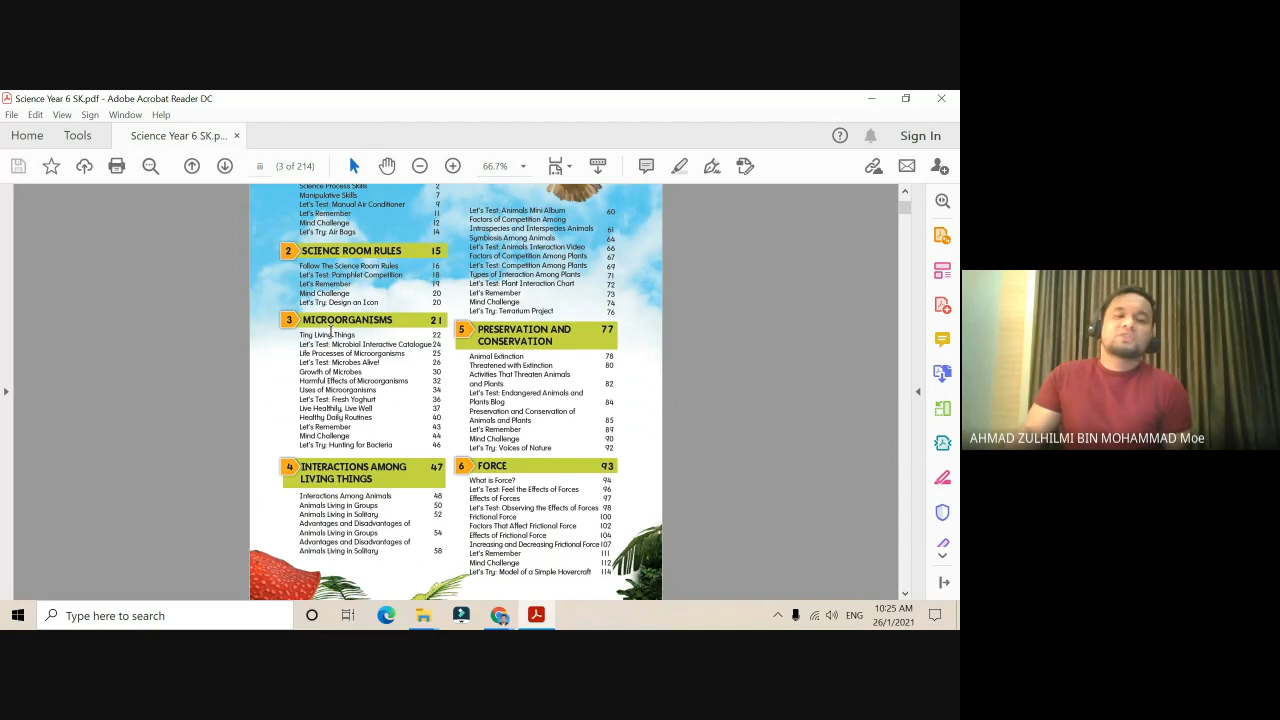 Science Year 6 SK.pdf - Adobe Acrobat Reader DC
File Edit View Sign Window Help
Home Tools Science Year 6 SK.p... × Sign In
iii (3 of 214) 66.7%
Science Process Skills 2
Manipulative Skills 7
Let's Test: Manual Air Conditioner 9
Let's Remember 11
Mind Challenge 12
Let's Try: Air Bags 14
2 SCIENCE ROOM RULES 15
Follow The Science Room Rules 16
Let's Test: Pamphlet Competition 18
Let's Remember 19
Mind Challenge 20
Let's Try: Design an Icon 20
3 MICROORGANISMS 21
Tiny Living Things 22
Let's Test: Microbial Interactive Catalogue 24
Life Processes of Microorganisms 25
Let's Test: Microbes Alive! 26
Growth of Microbes 30
Harmful Effects of Microorganisms 32
Uses of Microorganisms 34
Let's Test: Fresh Yoghurt 36
Live Healthily, Live Well 37
Healthy Daily Routines 40
Let's Remember 43
Mind Challenge 44
Let's Try: Hunting for Bacteria 46
4 INTERACTIONS AMONG 47
LIVING THINGS
Interactions Among Animals 48
Animals Living in Groups 50
Animals Living in Solitary 52
Advantages and Disadvantages of
Animals Living in Groups 54
Advantages and Disadvantages of
Animals Living in Solitary 58
Let's Test: Animals Mini Album 60
Factors of Competition Among
Intraspecies and Interspecies Animals 61
Symbiosis Among Animals 64
Let's Test: Animals Interaction Video 66
Factors of Competition Among Plants 67
Let's Test: Competition Among Plants 69
Types of Interaction Among Plants 71
Let's Test: Plant Interaction Chart 72
Let's Remember 73
Mind Challenge 74
Let's Try: Terrarium Project 76
5 PRESERVATION AND 77
CONSERVATION
Animal Extinction 78
Threatened with Extinction 80
Activities That Threaten Animals
and Plants 82
Let's Test: Endangered Animals and
Plants Blog 84
Preservation and Conservation of
Animals and Plants 85
Let's Remember 89
Mind Challenge 90
Let's Try: Voices of Nature 92
6 FORCE 93
What is Force? 94
Let's Test: Feel the Effects of Forces 96
Effects of Forces 97
Let's Test: Observing the Effects of Forces 98
Frictional Force 100
Factors That Affect Frictional Force 102
Effects of Frictional Force 104
Increasing and Decreasing Frictional Force 107
Let's Remember 111
Mind Challenge 112
Let's Try: Model of a Simple Hovercraft 114
AHMAD ZULHILMI BIN MOHAMMAD Moe
Type here to search
ENG
10:25 AM
26/1/2021